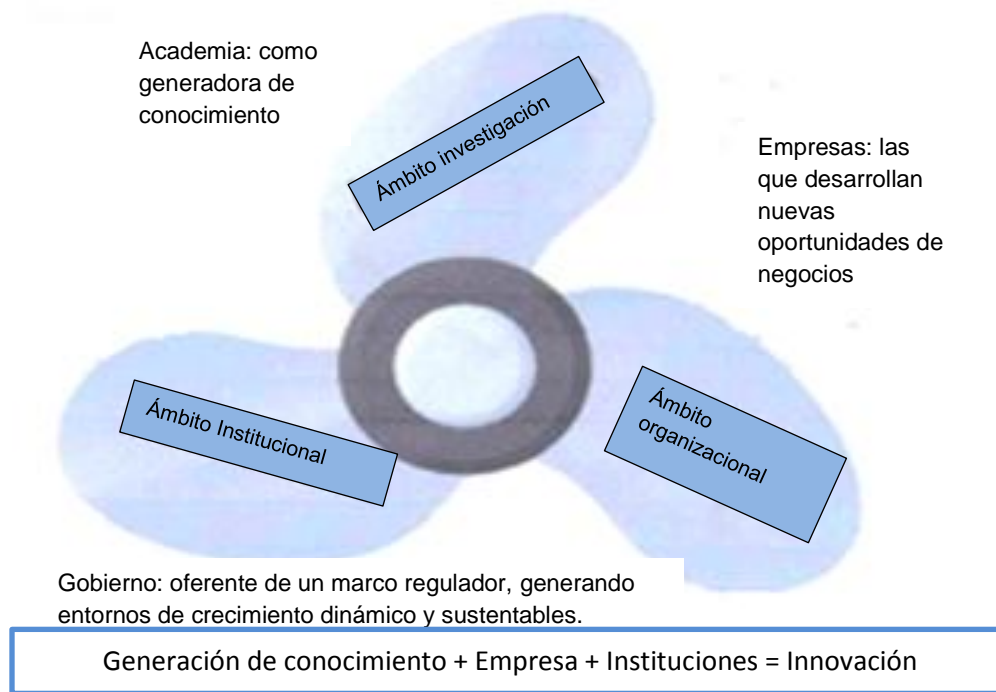 Academia: como
generadora de
conocimiento
Ámbito investigación
Empresas: las
que desarrollan
nuevas
oportunidades de
negocios
Ámbito Institucional
Ámbito
organizacional
Gobierno: oferente de un marco regulador, generando
entornos de crecimiento dinámico y sustentables.
Generación de conocimiento + Empresa + Instituciones = Innovación